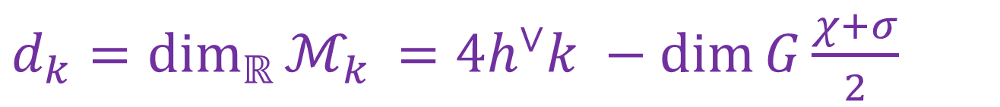 d_k = dim_ℝ ℳ_k = 4h^∨k − dim G (χ+σ)/2